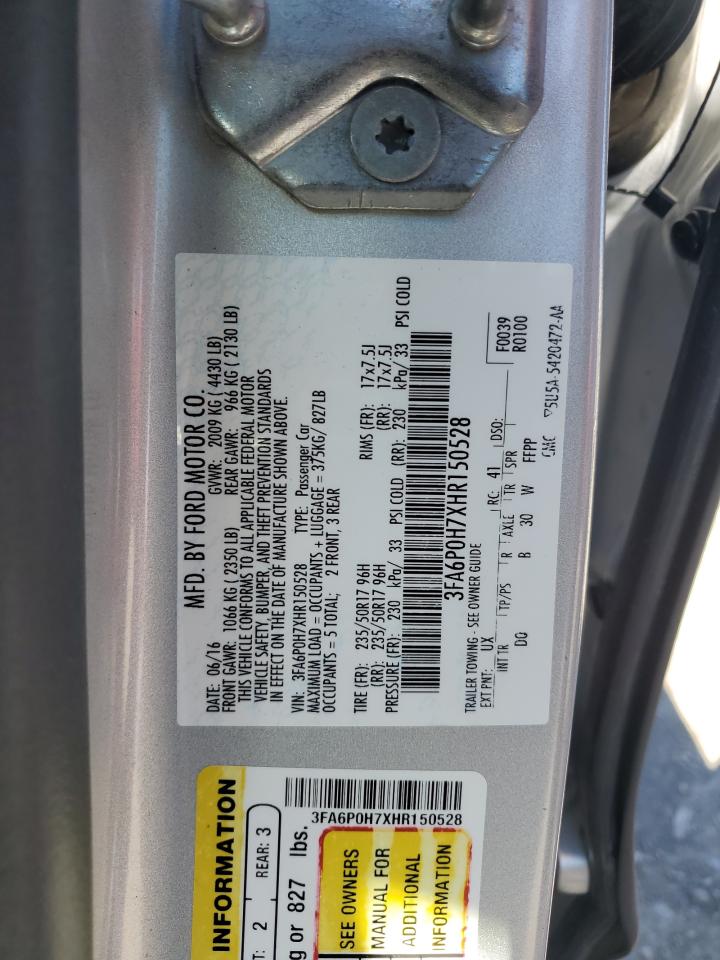 MFD. BY FORD MOTOR CO.
DATE: 06/16 GVWR: 2009 KG ( 4430 LB)
FRONT GAWR: 1066 KG ( 2350 LB) REAR GAWR: 966 KG ( 2130 LB)
THIS VEHICLE CONFORMS TO ALL APPLICABLE FEDERAL MOTOR
VEHICLE SAFETY, BUMPER, AND THEFT PREVENTION STANDARDS
IN EFFECT ON THE DATE OF MANUFACTURE SHOWN ABOVE.
VIN: 3FA6P0H7XHR150528 TYPE: Passenger Car
MAXIMUM LOAD = OCCUPANTS + LUGGAGE = 375KG/ 827LB
OCCUPANTS = 5 TOTAL; 2 FRONT, 3 REAR
TIRE (FR): 235/50R17 96H RIMS (FR): 17x7.5J
(RR): 235/50R17 96H (RR): 17x7.5J
PRESSURE (FR): 230 kPa/ 33 PSI COLD (RR): 230 kPa/ 33 PSI COLD
3FA6P0H7XHR150528
TRAILER TOWING - SEE OWNER GUIDE
EXT PNT: UX RC: 41 DSO: F0039
R0100
INT TR TP/PS R AXLE TR SPR
DG B 30 W FFPP
5U5A-5420472-AA
INFORMATION
2 REAR: 3
g or 827 lbs.
3FA6P0H7XHR150528
SEE OWNERS
MANUAL FOR
ADDITIONAL
INFORMATION